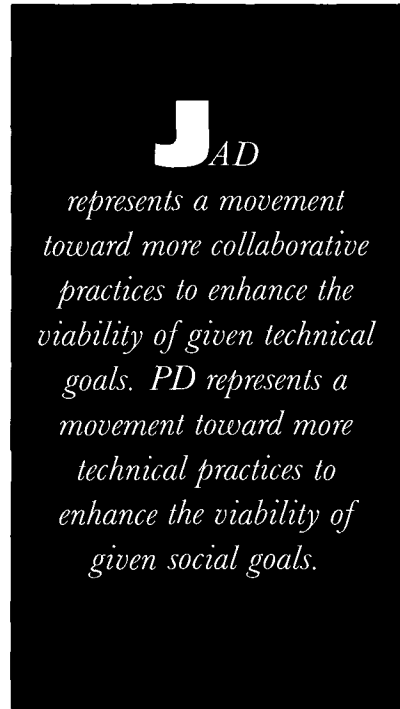 JAD
represents a movement
toward more collaborative
practices to enhance the
viability of given technical
goals. PD represents a
movement toward more
technical practices to
enhance the viability of
given social goals.